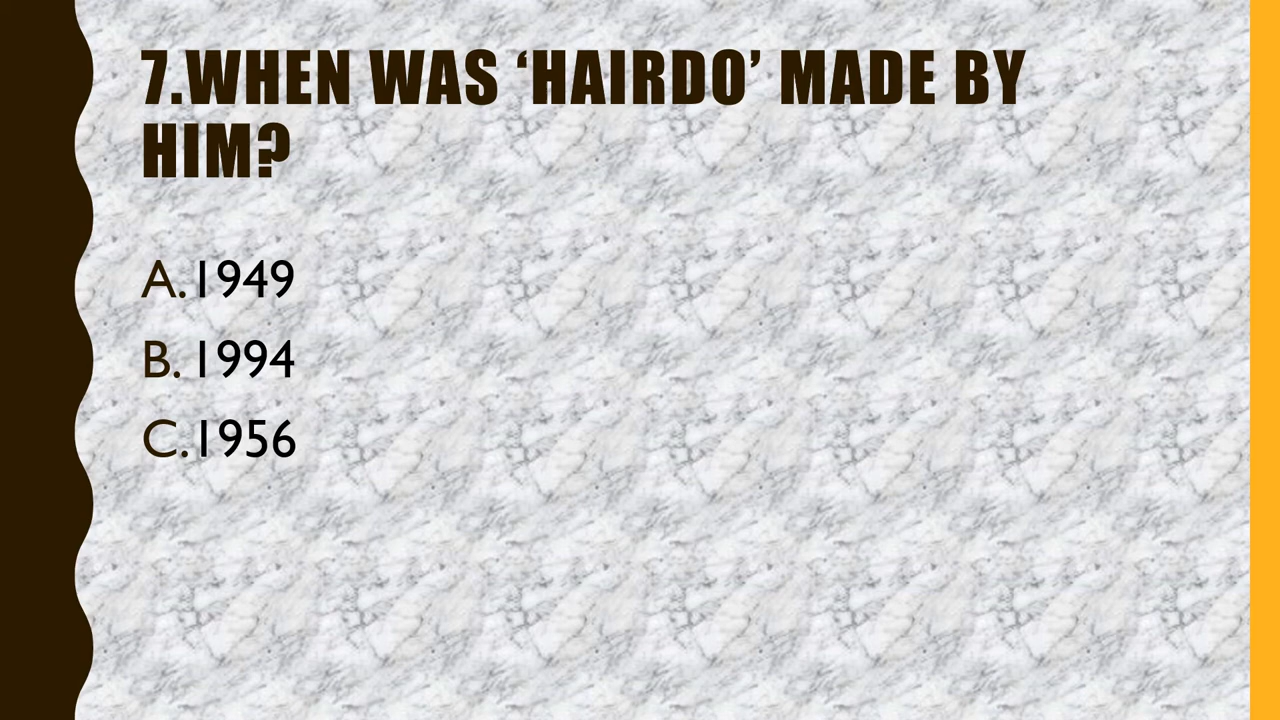 7.WHEN WAS ‘HAIRDO’ MADE BY
HIM?
A.1949
B. 1994
C.1956